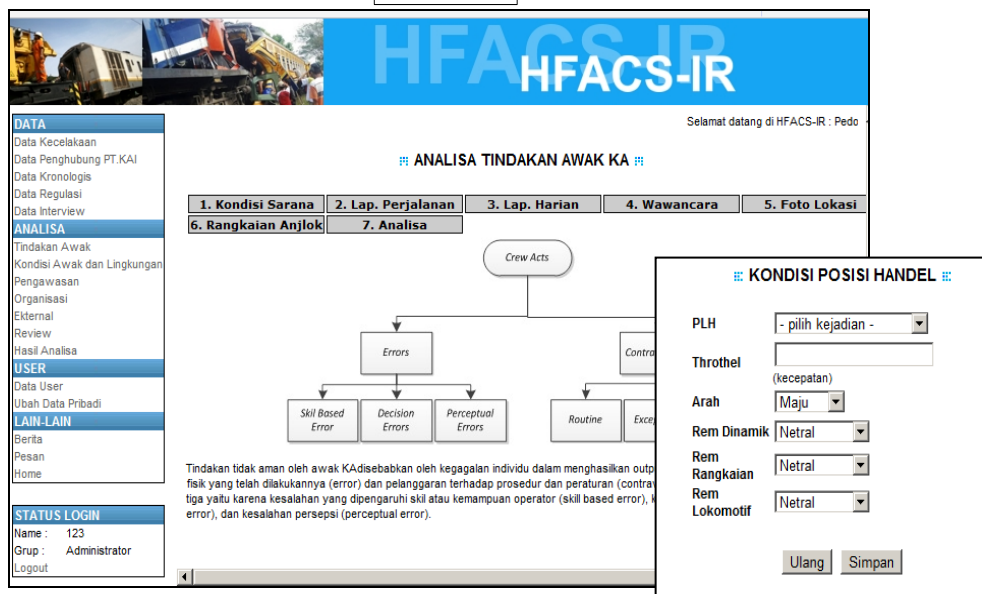 HFACS-IR
HFACS-IR
Selamat datang di HFACS-IR : Pedo
DATA
Data Kecelakaan
Data Penghubung PT.KAI
Data Kronologis
Data Regulasi
Data Interview
ANALISA
Tindakan Awak
Kondisi Awak dan Lingkungan
Pengawasan
Organisasi
Ekternal
Review
Hasil Analisa
USER
Data User
Ubah Data Pribadi
LAIN-LAIN
Berita
Pesan
Home
STATUS LOGIN
Name : 123
Grup : Administrator
Logout
ANALISA TINDAKAN AWAK KA
1. Kondisi Sarana 2. Lap. Perjalanan 3. Lap. Harian 4. Wawancara 5. Foto Lokasi
6. Rangkaian Anjlok 7. Analisa
Crew Acts
Errors
Contra
Skil Based
Error
Decision
Errors
Perceptual
Errors
Routine
Exce
Tindakan tidak aman oleh awak KAdisebabkan oleh kegagalan individu dalam menghasilkan outp
fisik yang telah dilakukannya (error) dan pelanggaran terhadap prosedur dan peraturan (contrav
tiga yaitu karena kesalahan yang dipengaruhi skil atau kemampuan operator (skill based error), k
error), dan kesalahan persepsi (perceptual error).
KONDISI POSISI HANDEL
PLH - pilih kejadian -
Throthel
(kecepatan)
Arah Maju
Rem Dinamik Netral
Rem
Rangkaian Netral
Rem
Lokomotif Netral
Ulang Simpan